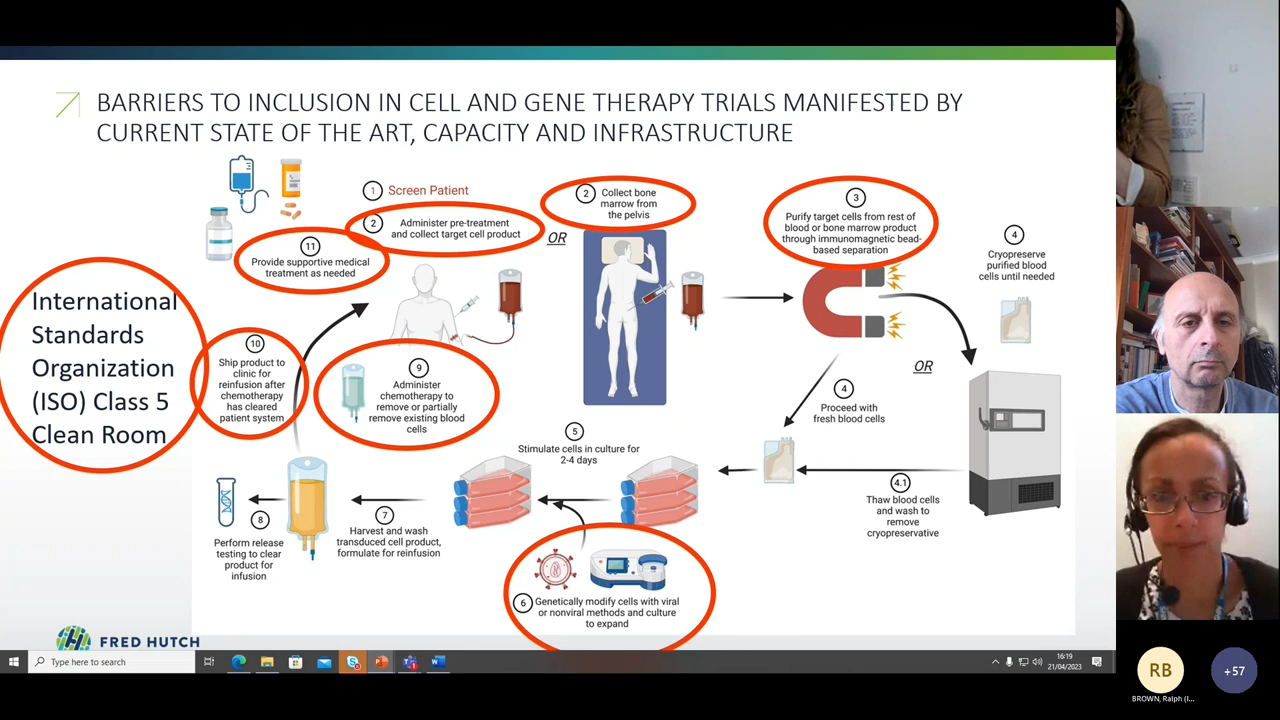 BARRIERS TO INCLUSION IN CELL AND GENE THERAPY TRIALS MANIFESTED BY
CURRENT STATE OF THE ART, CAPACITY AND INFRASTRUCTURE
1 Screen Patient
2 Administer pre-treatment
and collect target cell product
OR
2 Collect bone
marrow from
the pelvis
3
Purify target cells from rest of
blood or bone marrow product
through immunomagnetic bead-
based separation
4
Cryopreserve
purified blood
cells until needed
OR
4
Proceed with
fresh blood cells
4.1
Thaw blood cells
and wash to
remove
cryopreservative
5
Stimulate cells in culture for
2-4 days
6 Genetically modify cells with viral
or nonviral methods and culture
to expand
7
Harvest and wash
transduced cell product,
formulate for reinfusion
8
Perform release
testing to clear
product for
infusion
9
Administer
chemotherapy to
remove or partially
remove existing blood
cells
10
Ship product to
clinic for
reinfusion after
chemotherapy
has cleared
patient system
11
Provide supportive medical
treatment as needed
International
Standards
Organization
(ISO) Class 5
Clean Room
FRED HUTCH
Type here to search
16:19
21/04/2023
RB
BROWN, Ralph (I...
+57